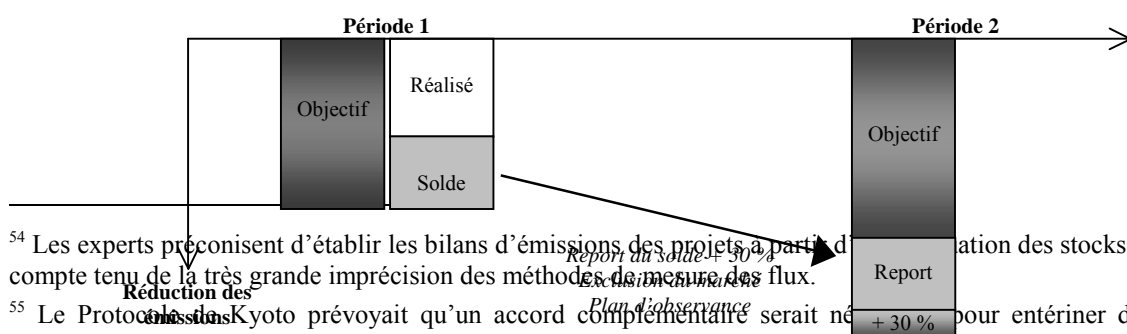 Période 1
Période 2
Objectif
Réalisé
Solde
Objectif
Report
+ 30 %
Report du solde + 30 %
Exclusion du marché
Plan d'observance
Réduction des
émissions
54 Les experts préconisent d'établir les bilans d'émissions des projets à partir ation des stocks
compte tenu de la très grande imprécision des méthodes de mesure des flux.
55 Le Protocole de Kyoto prévoyait qu'un accord complémentaire serait pour entériner